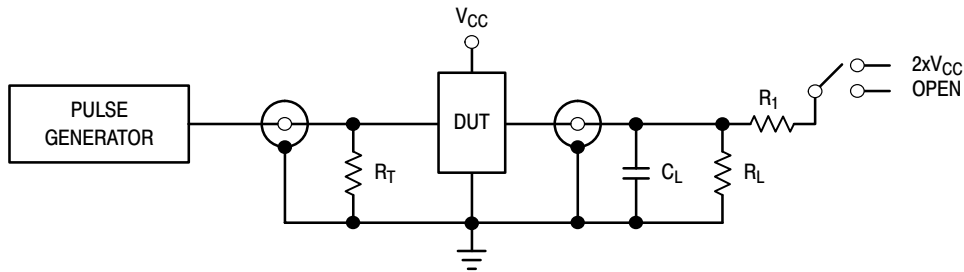 V_CC
2xV_CC
OPEN
PULSE
GENERATOR
R_1
DUT
R_T
C_L
R_L